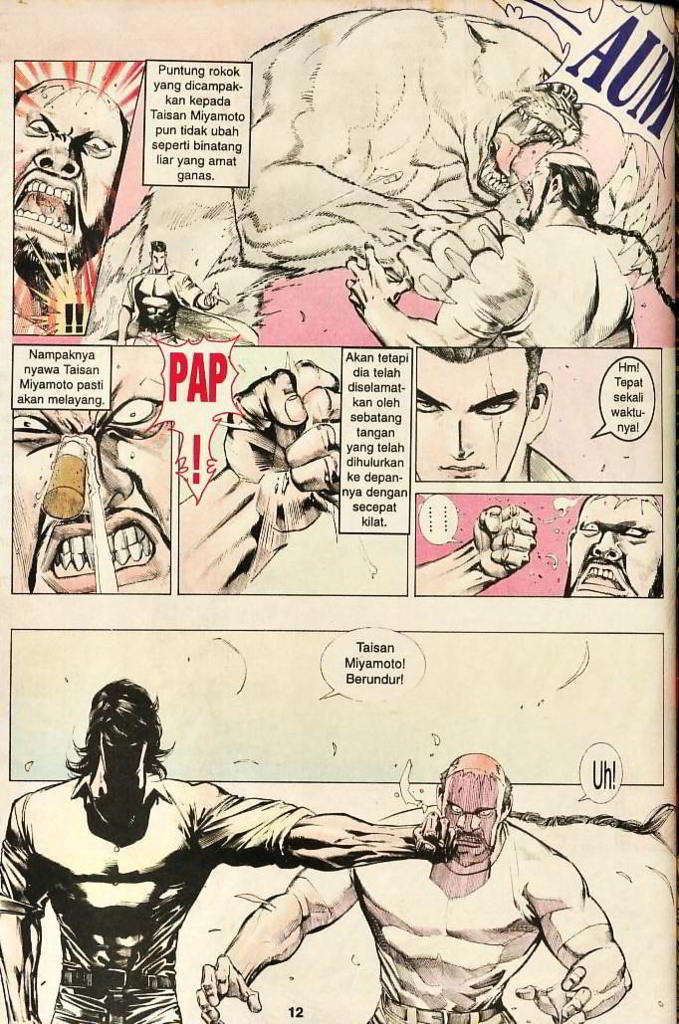 AUM
Puntung rokok
yang dicampak-
kan kepada
Taisan Miyamoto
pun tidak ubah
seperti binatang
liar yang amat
ganas.
!!
Nampaknya
nyawa Taisan
Miyamoto pasti
akan melayang.
PAP
!
Akan tetapi
dia telah
diselamat-
kan oleh
sebatang
tangan
yang telah
dihulurkan
ke depan-
nya dengan
secepat
kilat.
Hm!
Tepat
sekali
waktu-
nya!
Taisan
Miyamoto!
Berundur!
Uh!
12